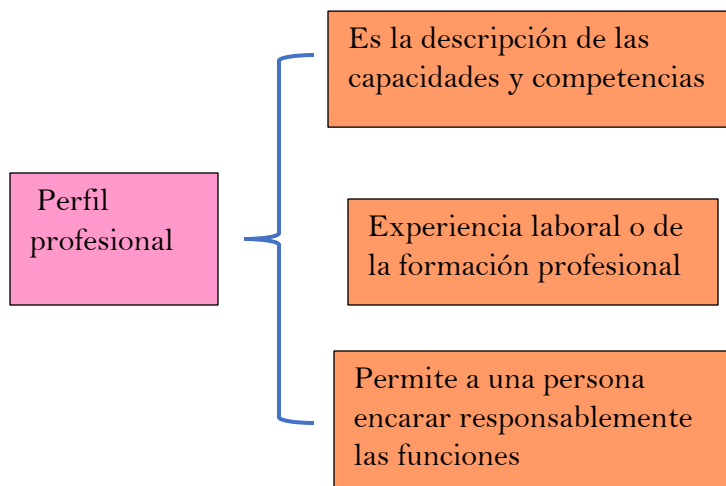 Es la descripción de las
capacidades y competencias
Perfil
profesional
Experiencia laboral o de
la formación profesional
Permite a una persona
encarar responsablemente
las funciones